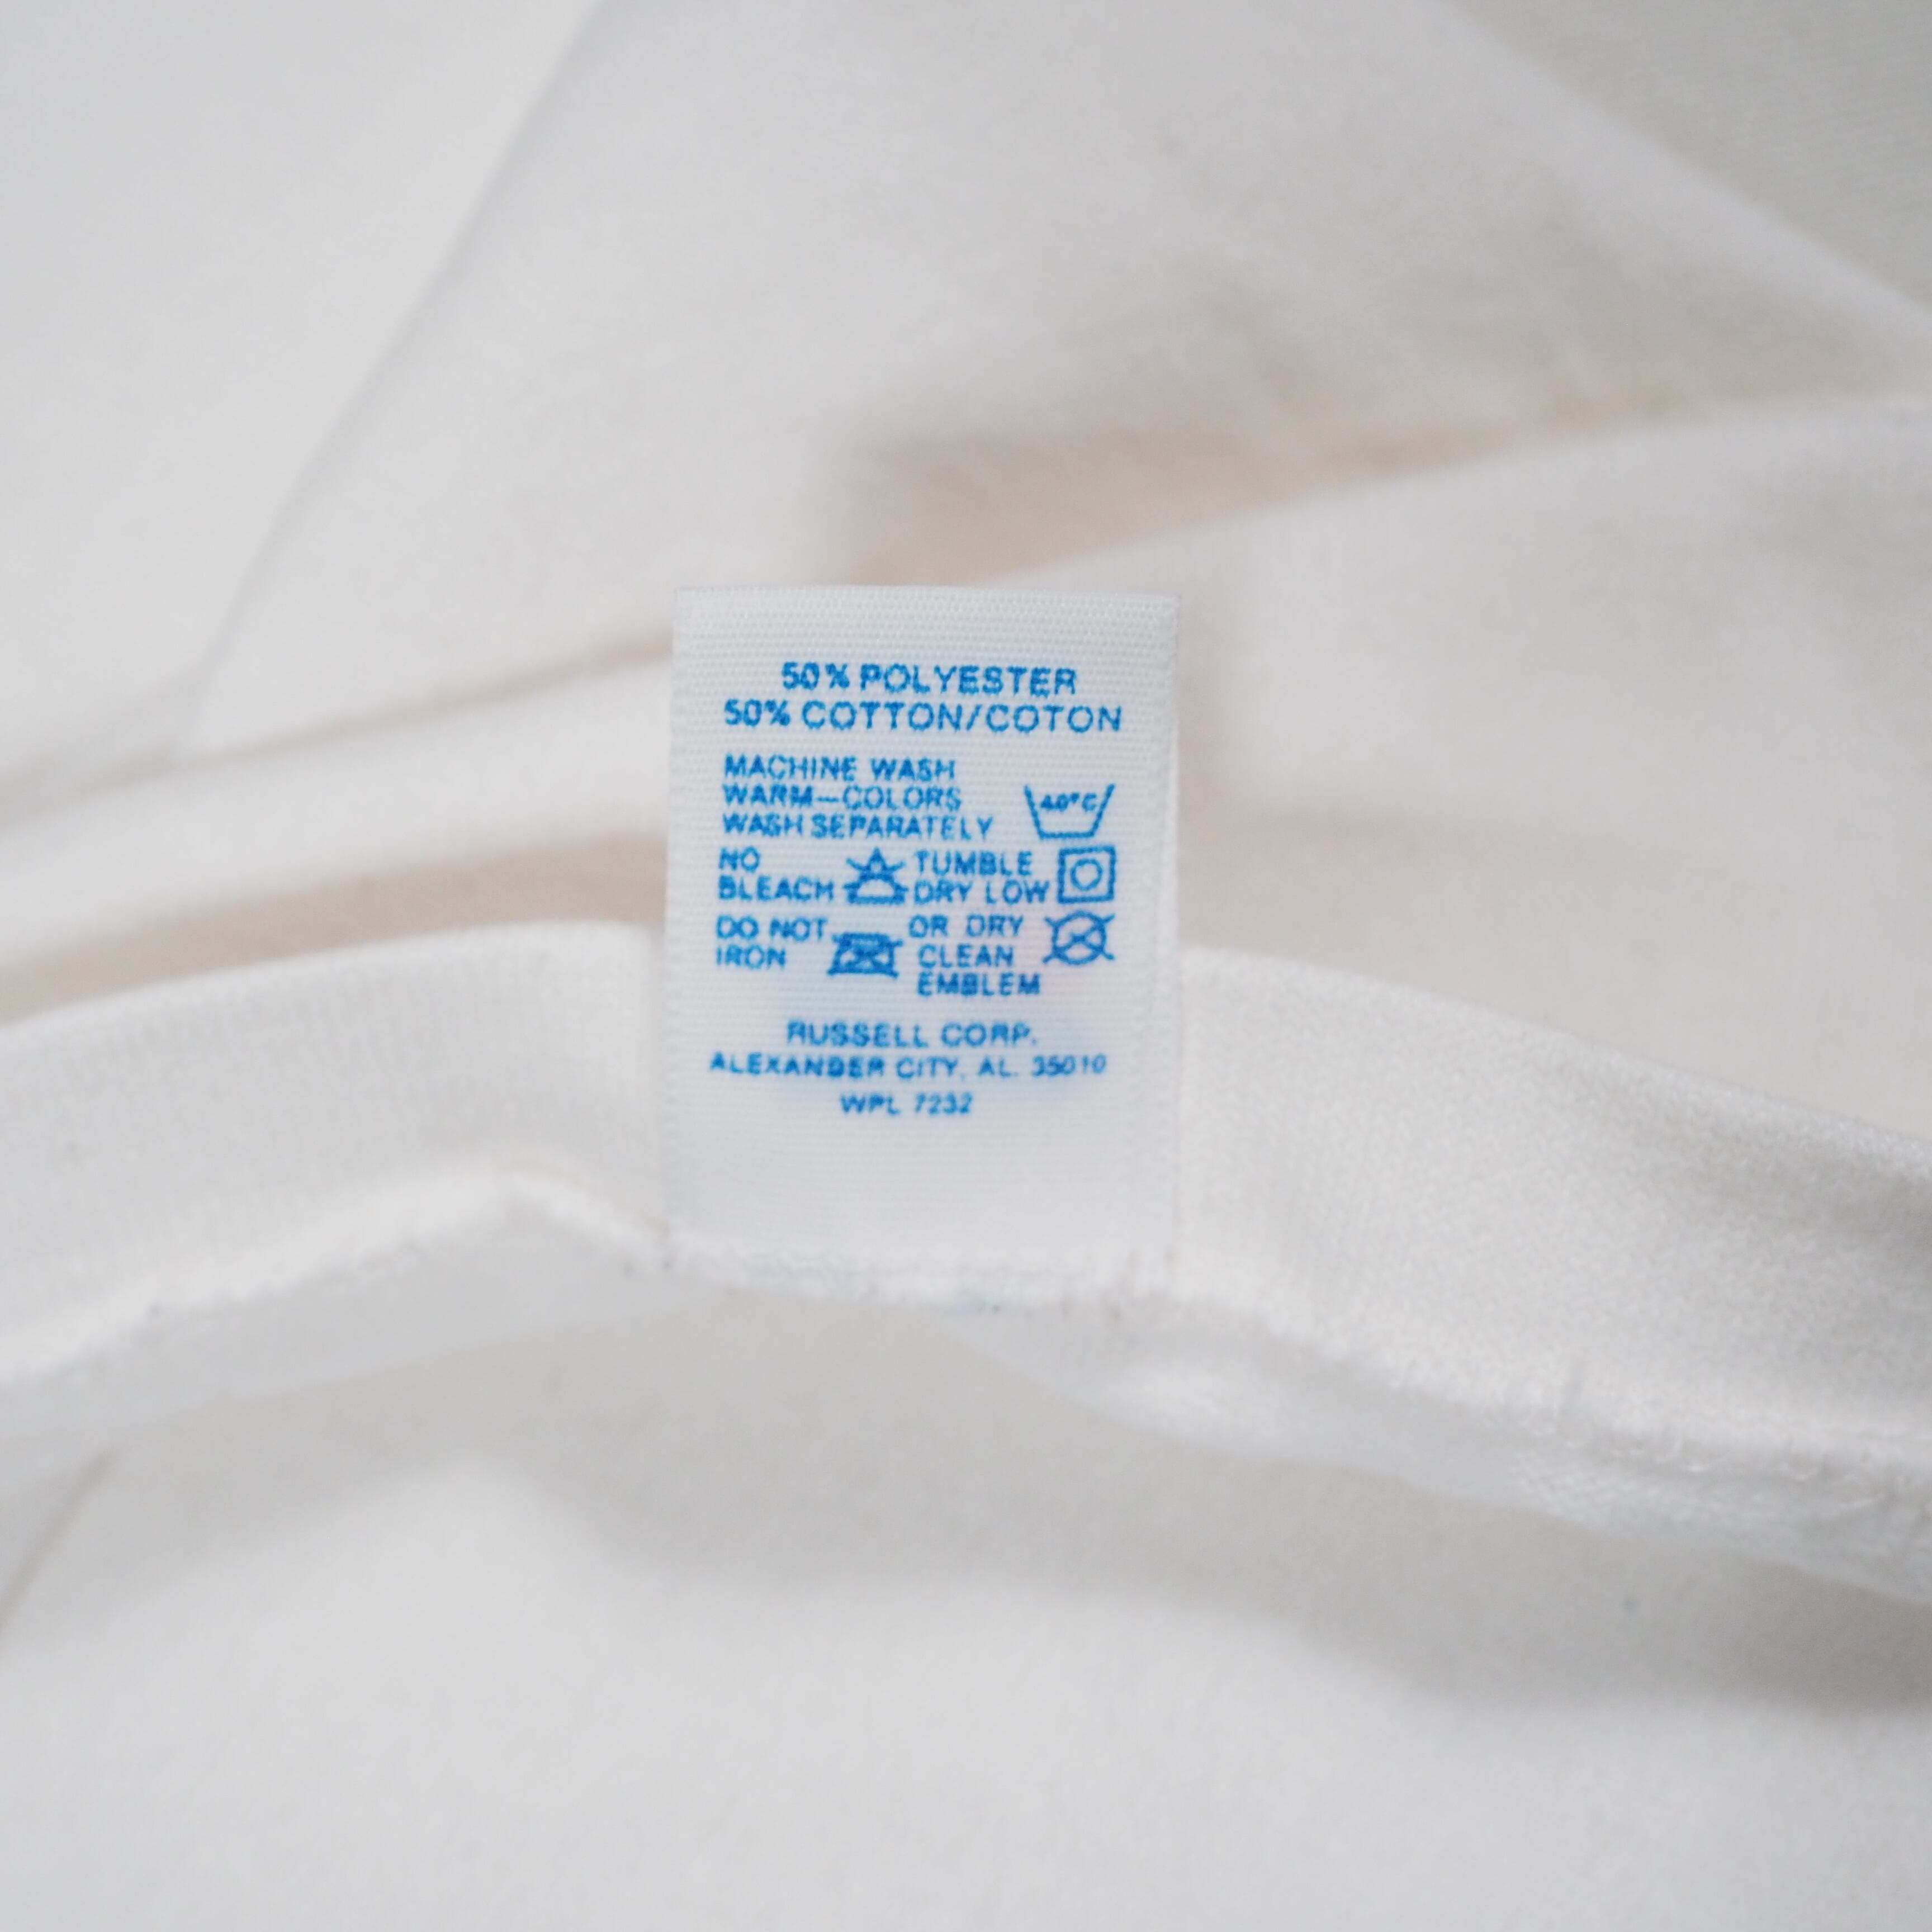 50% POLYESTER
50% COTTON/COTON
MACHINE WASH
WARM—COLORS
WASH SEPARATELY
40°C
NO
BLEACH
TUMBLE
DRY LOW
DO NOT
IRON
OR DRY
CLEAN
EMBLEM
RUSSELL CORP.
ALEXANDER CITY, AL. 35010
WPL 7232